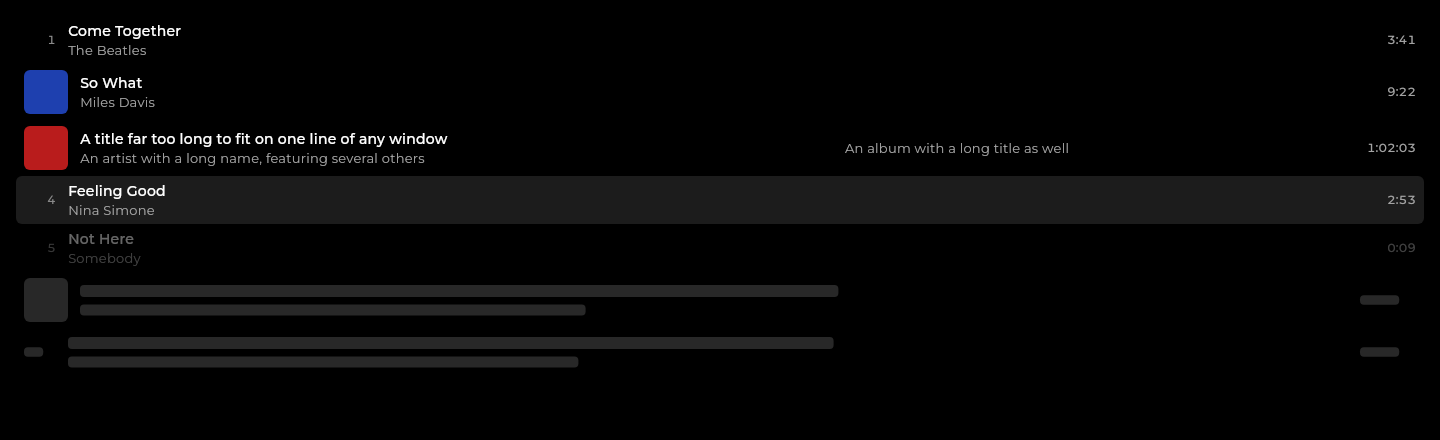 1 Come Together 3:41
The Beatles
So What 9:22
Miles Davis
A title far too long to fit on one line of any window
An artist with a long name, featuring several others
An album with a long title as well 1:02:03
4 Feeling Good 2:53
Nina Simone
5 Not Here 0:09
Somebody